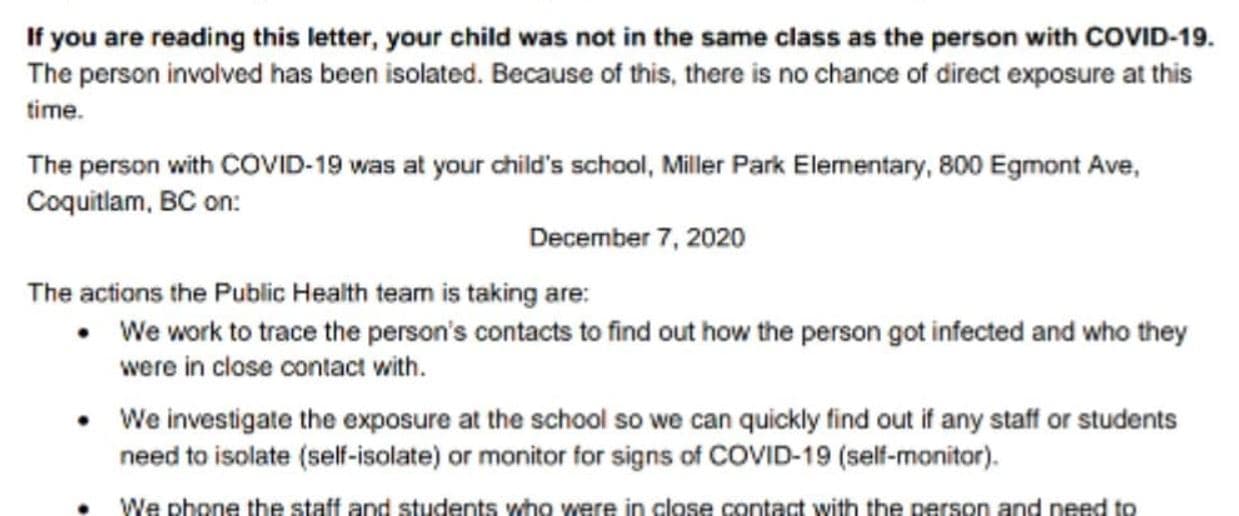 If you are reading this letter, your child was not in the same class as the person with COVID-19.
The person involved has been isolated. Because of this, there is no chance of direct exposure at this
time.
The person with COVID-19 was at your child's school, Miller Park Elementary, 800 Egmont Ave,
Coquitlam, BC on:
December 7, 2020
The actions the Public Health team is taking are:
• We work to trace the person's contacts to find out how the person got infected and who they
were in close contact with.
• We investigate the exposure at the school so we can quickly find out if any staff or students
need to isolate (self-isolate) or monitor for signs of COVID-19 (self-monitor).
• We phone the staff and students who were in close contact with the person and need to